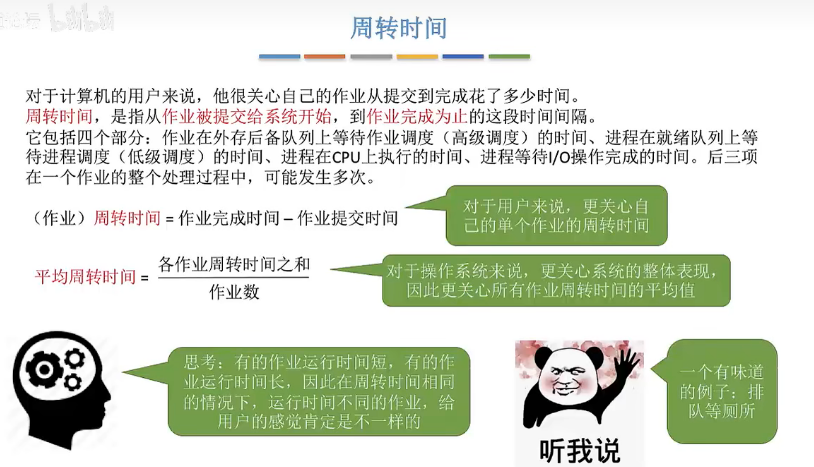 bilibili
周转时间
对于计算机的用户来说，他很关心自己的作业从提交到完成花了多少时间。
周转时间，是指从作业被提交给系统开始，到作业完成为止的这段时间间隔。
它包括四个部分：作业在外存后备队列上等待作业调度（高级调度）的时间、进程在就绪队列上等
待进程调度（低级调度）的时间、进程在CPU上执行的时间、进程等待I/O操作完成的时间。后三项
在一个作业的整个处理过程中，可能发生多次。
（作业）周转时间 = 作业完成时间 – 作业提交时间
对于用户来说，更关心自
己的单个作业的周转时间
平均周转时间 =
各作业周转时间之和
作业数
对于操作系统来说，更关心系统的整体表现，
因此更关心所有作业周转时间的平均值
思考：有的作业运行时间短，有的作
业运行时间长，因此在周转时间相同
的情况下，运行时间不同的作业，给
用户的感觉肯定是不一样的
听我说
一个有味道
的例子：排
队等厕所